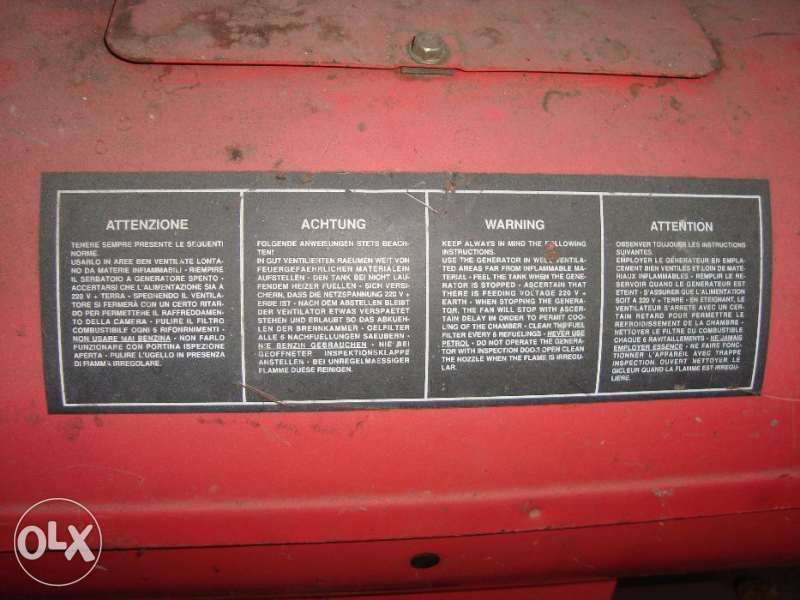 ATTENZIONE
TENERE SEMPRE PRESENTE LE SEGUENTI
NORME.
USARLO IN AREE BEN VENTILATE LONTA-
NO DA MATERIE INFIAMMABILI - RIEMPIRE
IL SERBATOIO A GENERATORE SPENTO -
ACCERTARSI CHE L'ALIMENTAZIONE SIA A
220 V + TERRA - SPEGNENDO IL VENTILA-
TORE SI FERMERA CON UN CERTO RITAR-
DO PER PERMETTERE IL RAFFREDDAMEN-
TO DELLA CAMERA - PULIRE IL FILTRO
COMBUSTIBILE OGNI 5 RIFORNIMENTI -
NON USARE MAI BENZINA - NON FARLO
FUNZIONARE CON PORTINA ISPEZIONE
APERTA - PULIRE L'UGELLO IN PRESENZA
DI FIAMMA IRREGOLARE.
ACHTUNG
FOLGENDE ANWEISUNGEN STETS BEACH-
TEN!
IN GUT VENTILIERTEN RAEUMEN WEIT VON
FEUERGEFAEHRLICHEN MATERIALEIN
AUFSTELLEN - DEN TANK BEI NICHT LAU-
FENDEM HEIZER FUELLEN - SICH VERSI-
CHERN, DASS DIE NETZSPANNUNG 220 V +
ERDE IST - NACH DEM ABSTELLEN BLEIBT
DER VENTILATOR ETWAS VERSPAETET
STEHEN UND ERLAUBT SO DAS ABKUEH-
LEN DER BRENNKAMMER - OELFILTER
ALLE 5 NACHFUELLUNGEN SAEUBERN -
NIE BENZIN GEBRAUCHEN - NIE BEI
GEOFFNETER INSPEKTIONSKLAPPE
ANSTELLEN - BEI UNREGELMAESSIGER
FLAMME DUESE REINIGEN.
WARNING
KEEP ALWAYS IN MIND THE FOLLOWING
INSTRUCTIONS.
USE THE GENERATOR IN WELL VENTILA-
TED AREAS FAR FROM INFLAMMABLE MA-
TERIAL - FEEL THE TANK WHEN THE GENE-
RATOR IS STOPPED - ASCERTAIN THAT
THERE IS FEEDING VOLTAGE 220 V +
EARTH - WHEN STOPPING THE GENERA-
TOR, THE FAN WILL STOP WITH ASCER-
TAIN DELAY IN ORDER TO PERMIT COO-
LING OF THE CHAMBER - CLEAN THE FUEL
FILTER EVERY 5 REFUELINGS - NEVER USE
PETROL - DO NOT OPERATE THE GENERA-
TOR WITH INSPECTION DOOR OPEN CLEAN
THE NOZZLE WHEN THE FLAME IS IRREGU-
LAR.
ATTENTION
OBSERVER TOUJOURS LES INSTRUCTIONS
SUIVANTES.
EMPLOYER LE GÉNÉRATEUR EN EMPLA-
CEMENT BIEN VENTILES ET LOIN DE MATE-
RIAUX INFLAMMABLES - REMPLIR LE RE-
SERVOIR QUAND LE GÉNÉRATEUR EST
ÉTEINT - S'ASSURER QUE L'ALIMENTATION
SOIT A 220 V + TERRE - EN ETEIGNANT, LE
VENTILATEUR S'ARRETE AVEC UN CER-
TAIN RETARD POUR PERMETTRE LE
REFROIDISSEMENT DE LA CHAMBRE -
NETTOYER LE FILTRE DU COMBUSTIBLE
CHAQUE 5 RAVITAILLEMENTS - NE JAMAIS
EMPLOYER ESSENCE - NE FAIRE FONC-
TIONNER L'APPAREIL AVEC TRAPPE
INSPECTION OUVERT NETTOYER LE
GICLEUR QUAND LA FLAMME EST IRREGU-
LIERE.
OLX